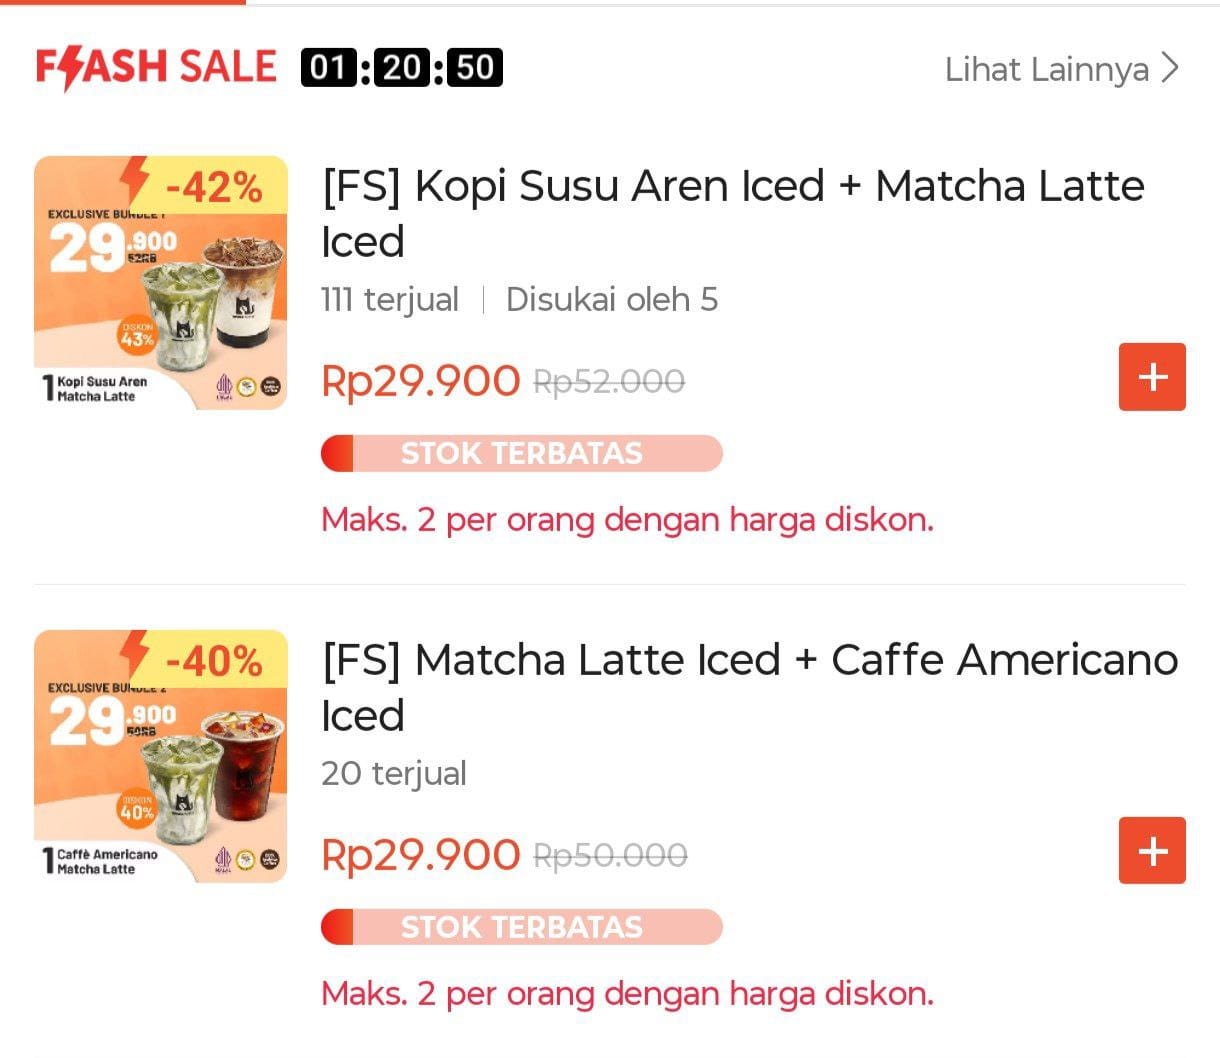 FLASH SALE 01:20:50 Lihat Lainnya >
-42%
EXCLUSIVE BUNDLE 1
29.900
52RB
DISKON
43%
1 Kopi Susu Aren
Matcha Latte
[FS] Kopi Susu Aren Iced + Matcha Latte
Iced
111 terjual | Disukai oleh 5
Rp29.900 Rp52.000
+
STOK TERBATAS
Maks. 2 per orang dengan harga diskon.
-40%
EXCLUSIVE BUNDLE 2
29.900
50RB
DISKON
40%
1 Caffè Americano
Matcha Latte
[FS] Matcha Latte Iced + Caffe Americano
Iced
20 terjual
Rp29.900 Rp50.000
+
STOK TERBATAS
Maks. 2 per orang dengan harga diskon.